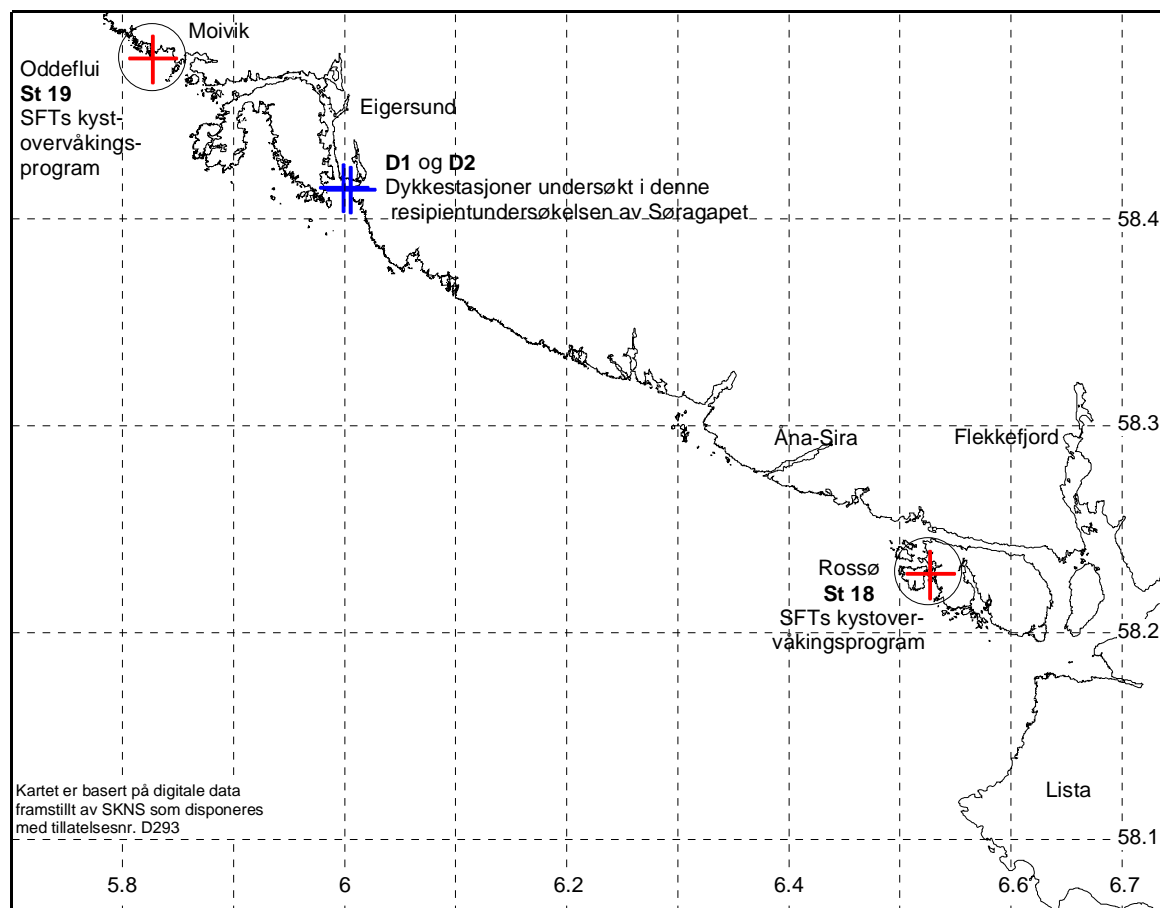 Moivik
Oddeflui
St 19
SFTs kyst-
overvåkings-
program
Eigersund
D1 og D2
Dykkestasjoner undersøkt i denne
resipientundersøkelsen av Søragapet
58.4
58.3
Åna-Sira
Flekkefjord
Rossø
St 18
SFTs kystover-
våkingsprogram
58.2
Lista
Kartet er basert på digitale data
framstilt av SKNS som disponeres
med tillatelsesnr. D293
58.1
5.8
6
6.2
6.4
6.6
6.7